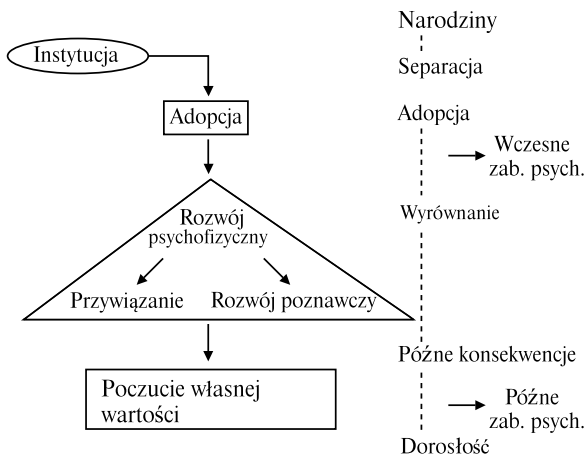 Instytucja
Adopcja
Rozwój
psychofizyczny
Przywiązanie
Rozwój poznawczy
Poczucie własnej
wartości
Narodziny
Separacja
Adopcja
Wczesne
zab. psych.
Wyrównanie
Późne konsekwencje
Późne
zab. psych.
Dorosłość